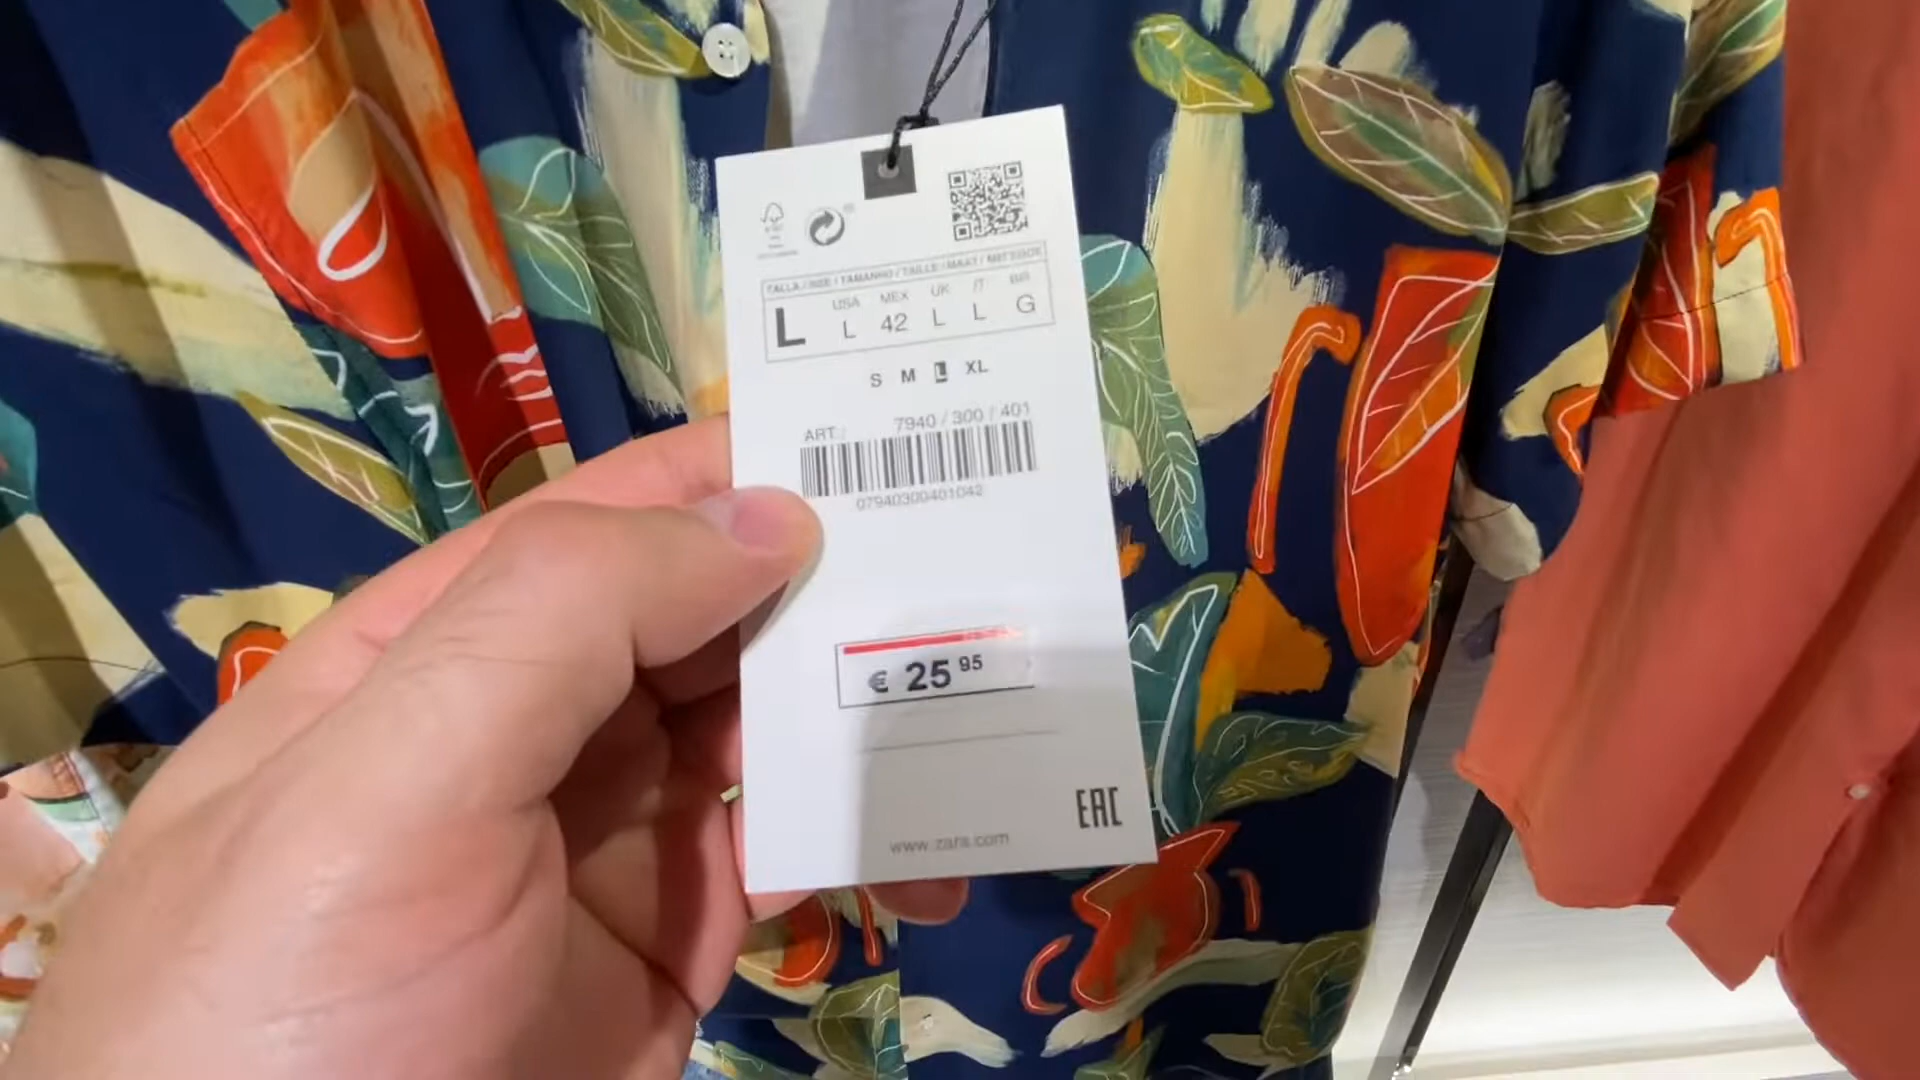 TALLA / SIZE / TAMANHO / TAILLE / MAAT / METSEGE
USA MEX UK IT BR
L L 42 L L G
S M L XL
ART.: 7940 / 300 / 401
07940300401042
€ 25 95
EAC
www.zara.com